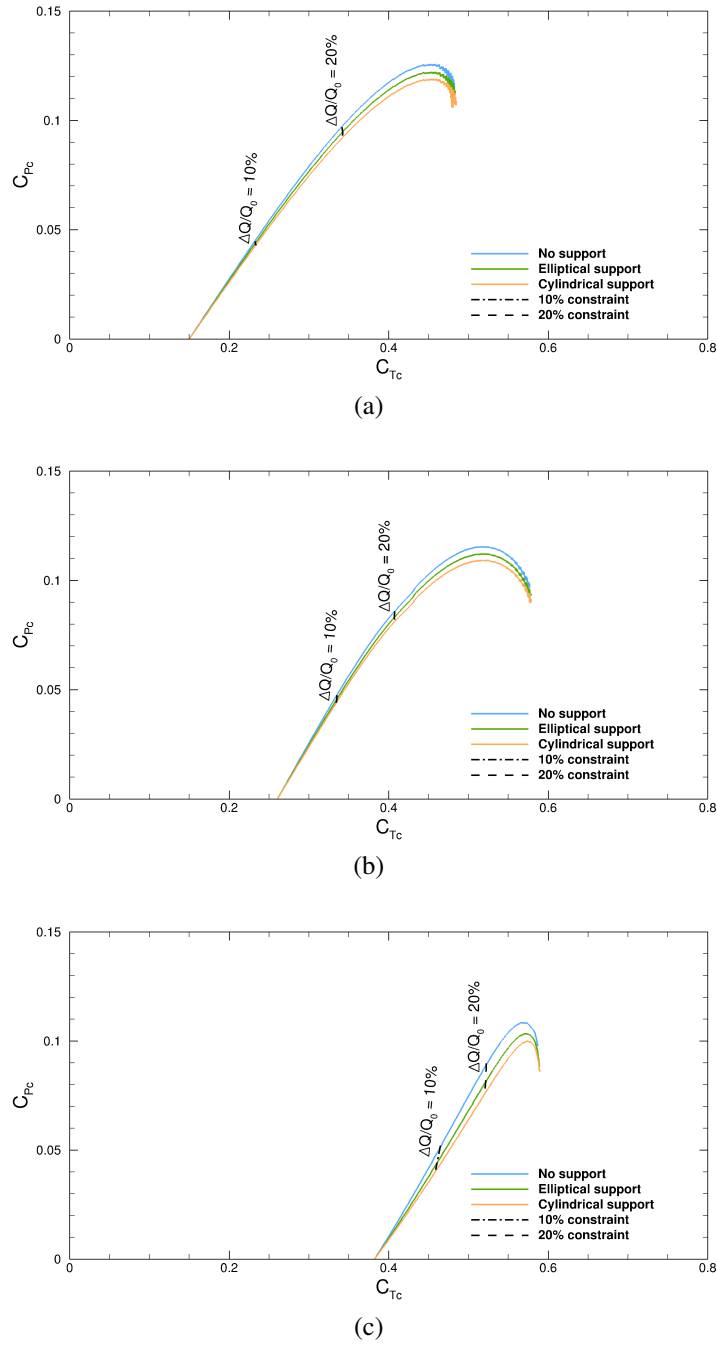 0.15
ΔQ/Q0 = 20%
0.1
ΔQ/Q0 = 10%
CPc
0.05
No support
Elliptical support
Cylindrical support
10% constraint
20% constraint
0
0 0.2 0.4 0.6 0.8
CTc
(a)
0.15
ΔQ/Q0 = 20%
0.1
ΔQ/Q0 = 10%
CPc
0.05
No support
Elliptical support
Cylindrical support
10% constraint
20% constraint
0
0 0.2 0.4 0.6 0.8
CTc
(b)
0.15
ΔQ/Q0 = 20%
0.1
ΔQ/Q0 = 10%
CPc
0.05
No support
Elliptical support
Cylindrical support
10% constraint
20% constraint
0
0 0.2 0.4 0.6 0.8
CTc
(c)